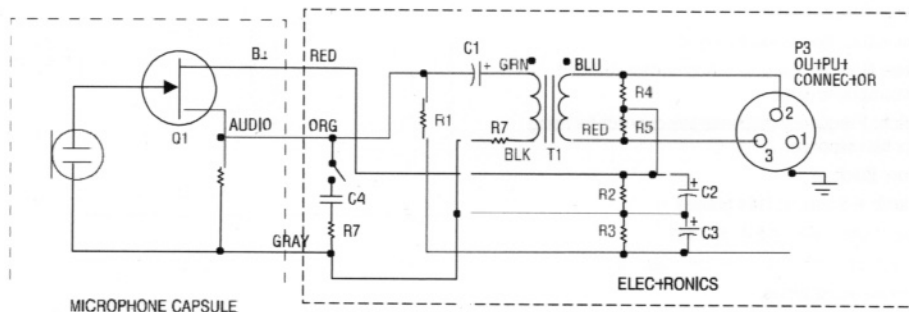 B⊥ RED
C1
+
GRN
BLU
P3
OU+PU+
CONNEC+OR
R4
2
R1
Q1
AUDIO
ORG
R7
RED
R5
3
1
BLK
T1
C4
R2
+
C2
R7
R3
+
C3
GRAY
ELEC+RONICS
MICROPHONE CAPSULE